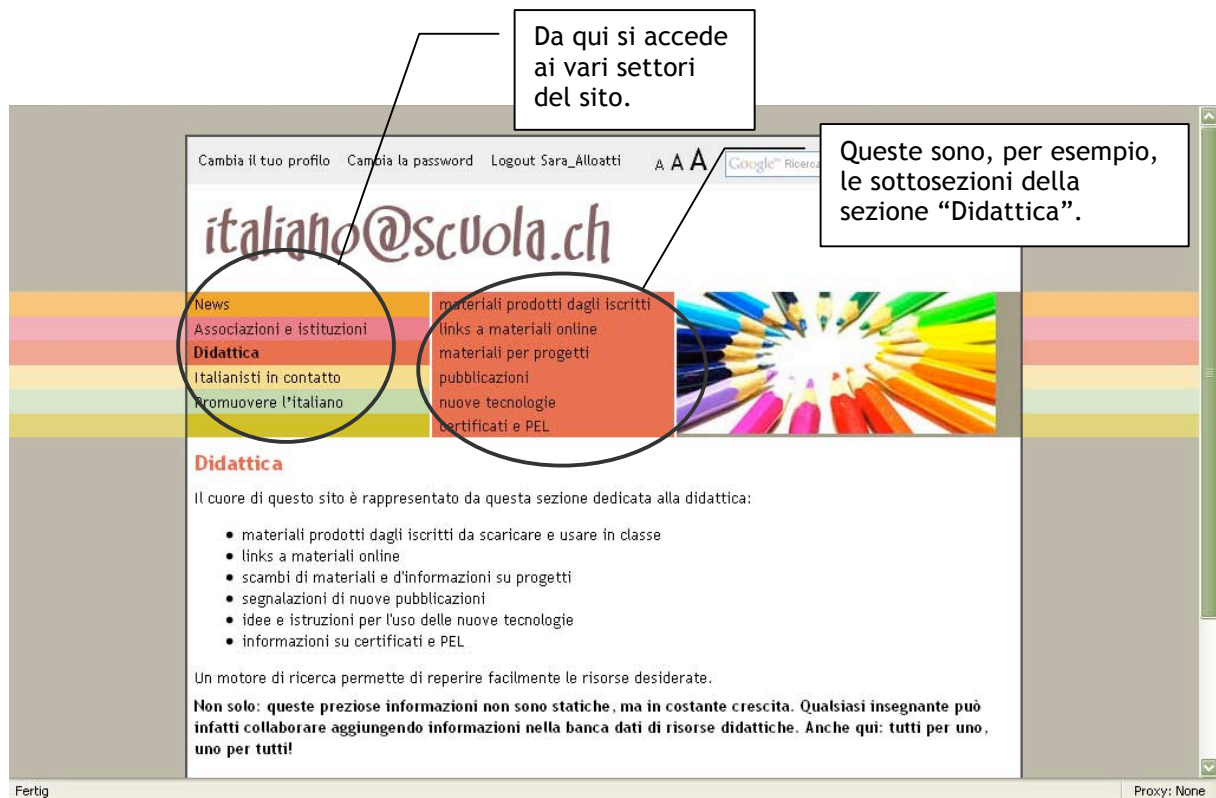 Da qui si accede
ai vari settori
del sito.
Queste sono, per esempio,
le sottosezioni della
sezione “Didattica”.
Cambia il tuo profilo Cambia la password Logout Sara_Alloatti A A A Google™ Ricerca
italiano@scuola.ch
News
Associazioni e istituzioni
Didattica
Italianisti in contatto
Promuovere l'italiano
materiali prodotti dagli iscritti
links a materiali online
materiali per progetti
pubblicazioni
nuove tecnologie
certificati e PEL
Didattica
Il cuore di questo sito è rappresentato da questa sezione dedicata alla didattica:
• materiali prodotti dagli iscritti da scaricare e usare in classe
• links a materiali online
• scambi di materiali e d'informazioni su progetti
• segnalazioni di nuove pubblicazioni
• idee e istruzioni per l'uso delle nuove tecnologie
• informazioni su certificati e PEL
Un motore di ricerca permette di reperire facilmente le risorse desiderate.
Non solo: queste preziose informazioni non sono statiche, ma in costante crescita. Qualsiasi insegnante può
infatti collaborare aggiungendo informazioni nella banca dati di risorse didattiche. Anche qui: tutti per uno,
uno per tutti!
Fertig Proxy: None